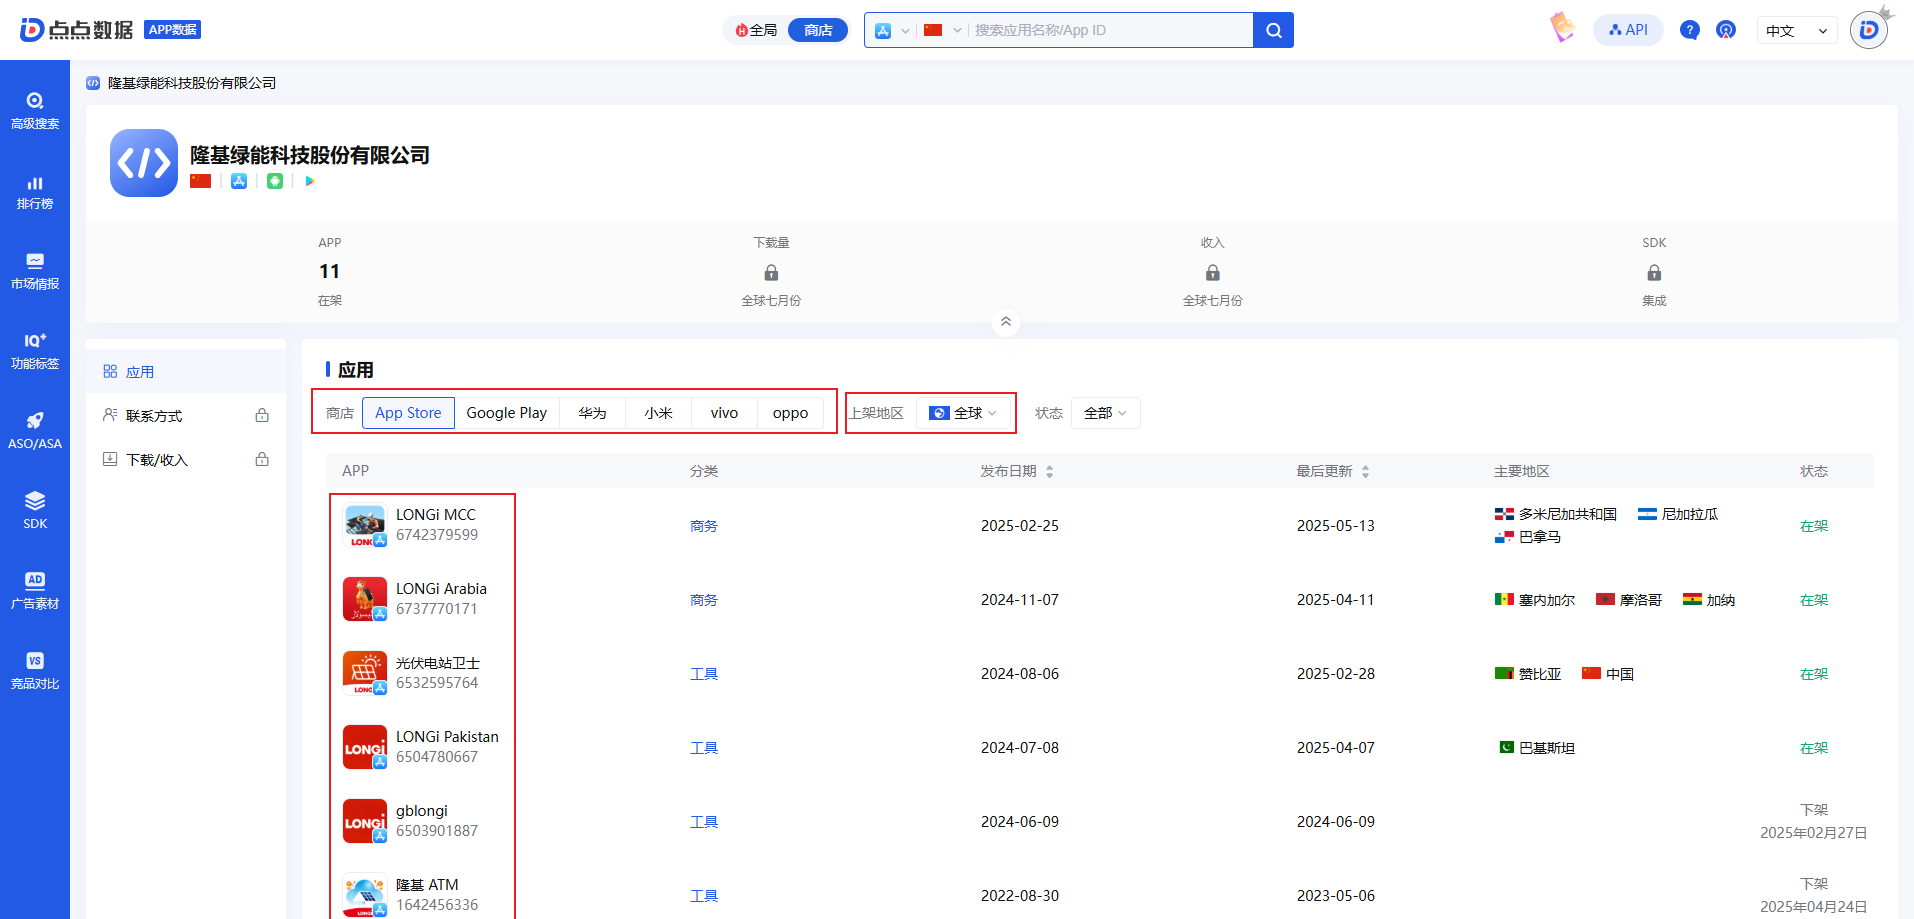 点点数据 APP数据
全局 商店
搜索应用名称/App ID
API
中文
高级搜索
排行榜
市场情报
IQ+
功能标签
ASO/ASA
SDK
AD
广告素材
VS
竞品对比
隆基绿能科技股份有限公司
隆基绿能科技股份有限公司
APP 下载量 收入 SDK
11
在架 全球七月份 全球七月份 集成
应用
联系方式
下载/收入
应用
商店 App Store Google Play 华为 小米 vivo oppo 上架地区 全球 状态 全部
APP 分类 发布日期 最后更新 主要地区 状态
LONGi MCC
6742379599
商务 2025-02-25 2025-05-13 多米尼加共和国 尼加拉瓜
巴拿马
在架
LONGi Arabia
6737770171
商务 2024-11-07 2025-04-11 塞内加尔 摩洛哥 加纳 在架
光伏电站卫士
6532595764
LONGi
工具 2024-08-06 2025-02-28 赞比亚 中国 在架
LONGi Pakistan
6504780667
LONGi
工具 2024-07-08 2025-04-07 巴基斯坦 在架
gblongi
6503901887
LONGi
工具 2024-06-09 2024-06-09 下架
2025年02月27日
隆基 ATM
1642456336
LONGi
工具 2022-08-30 2023-05-06 下架
2025年04月24日